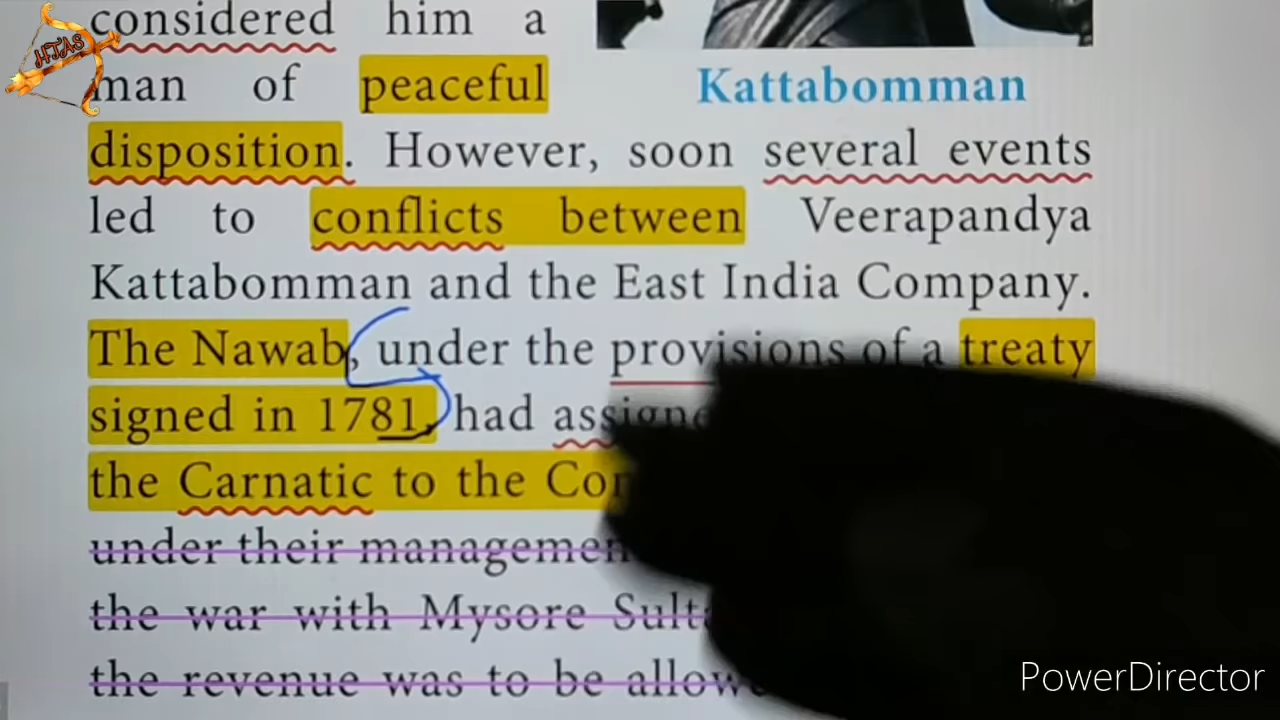 HTAS
considered him a
man of peaceful
Kattabomman
disposition. However, soon several events
led to conflicts between Veerapandya
Kattabomman and the East India Company.
The Nawab, under the provisions of a treaty
signed in 1781, had
the Carnatic to the
under their
the war with Mysore
the revenue was to be
PowerDirector